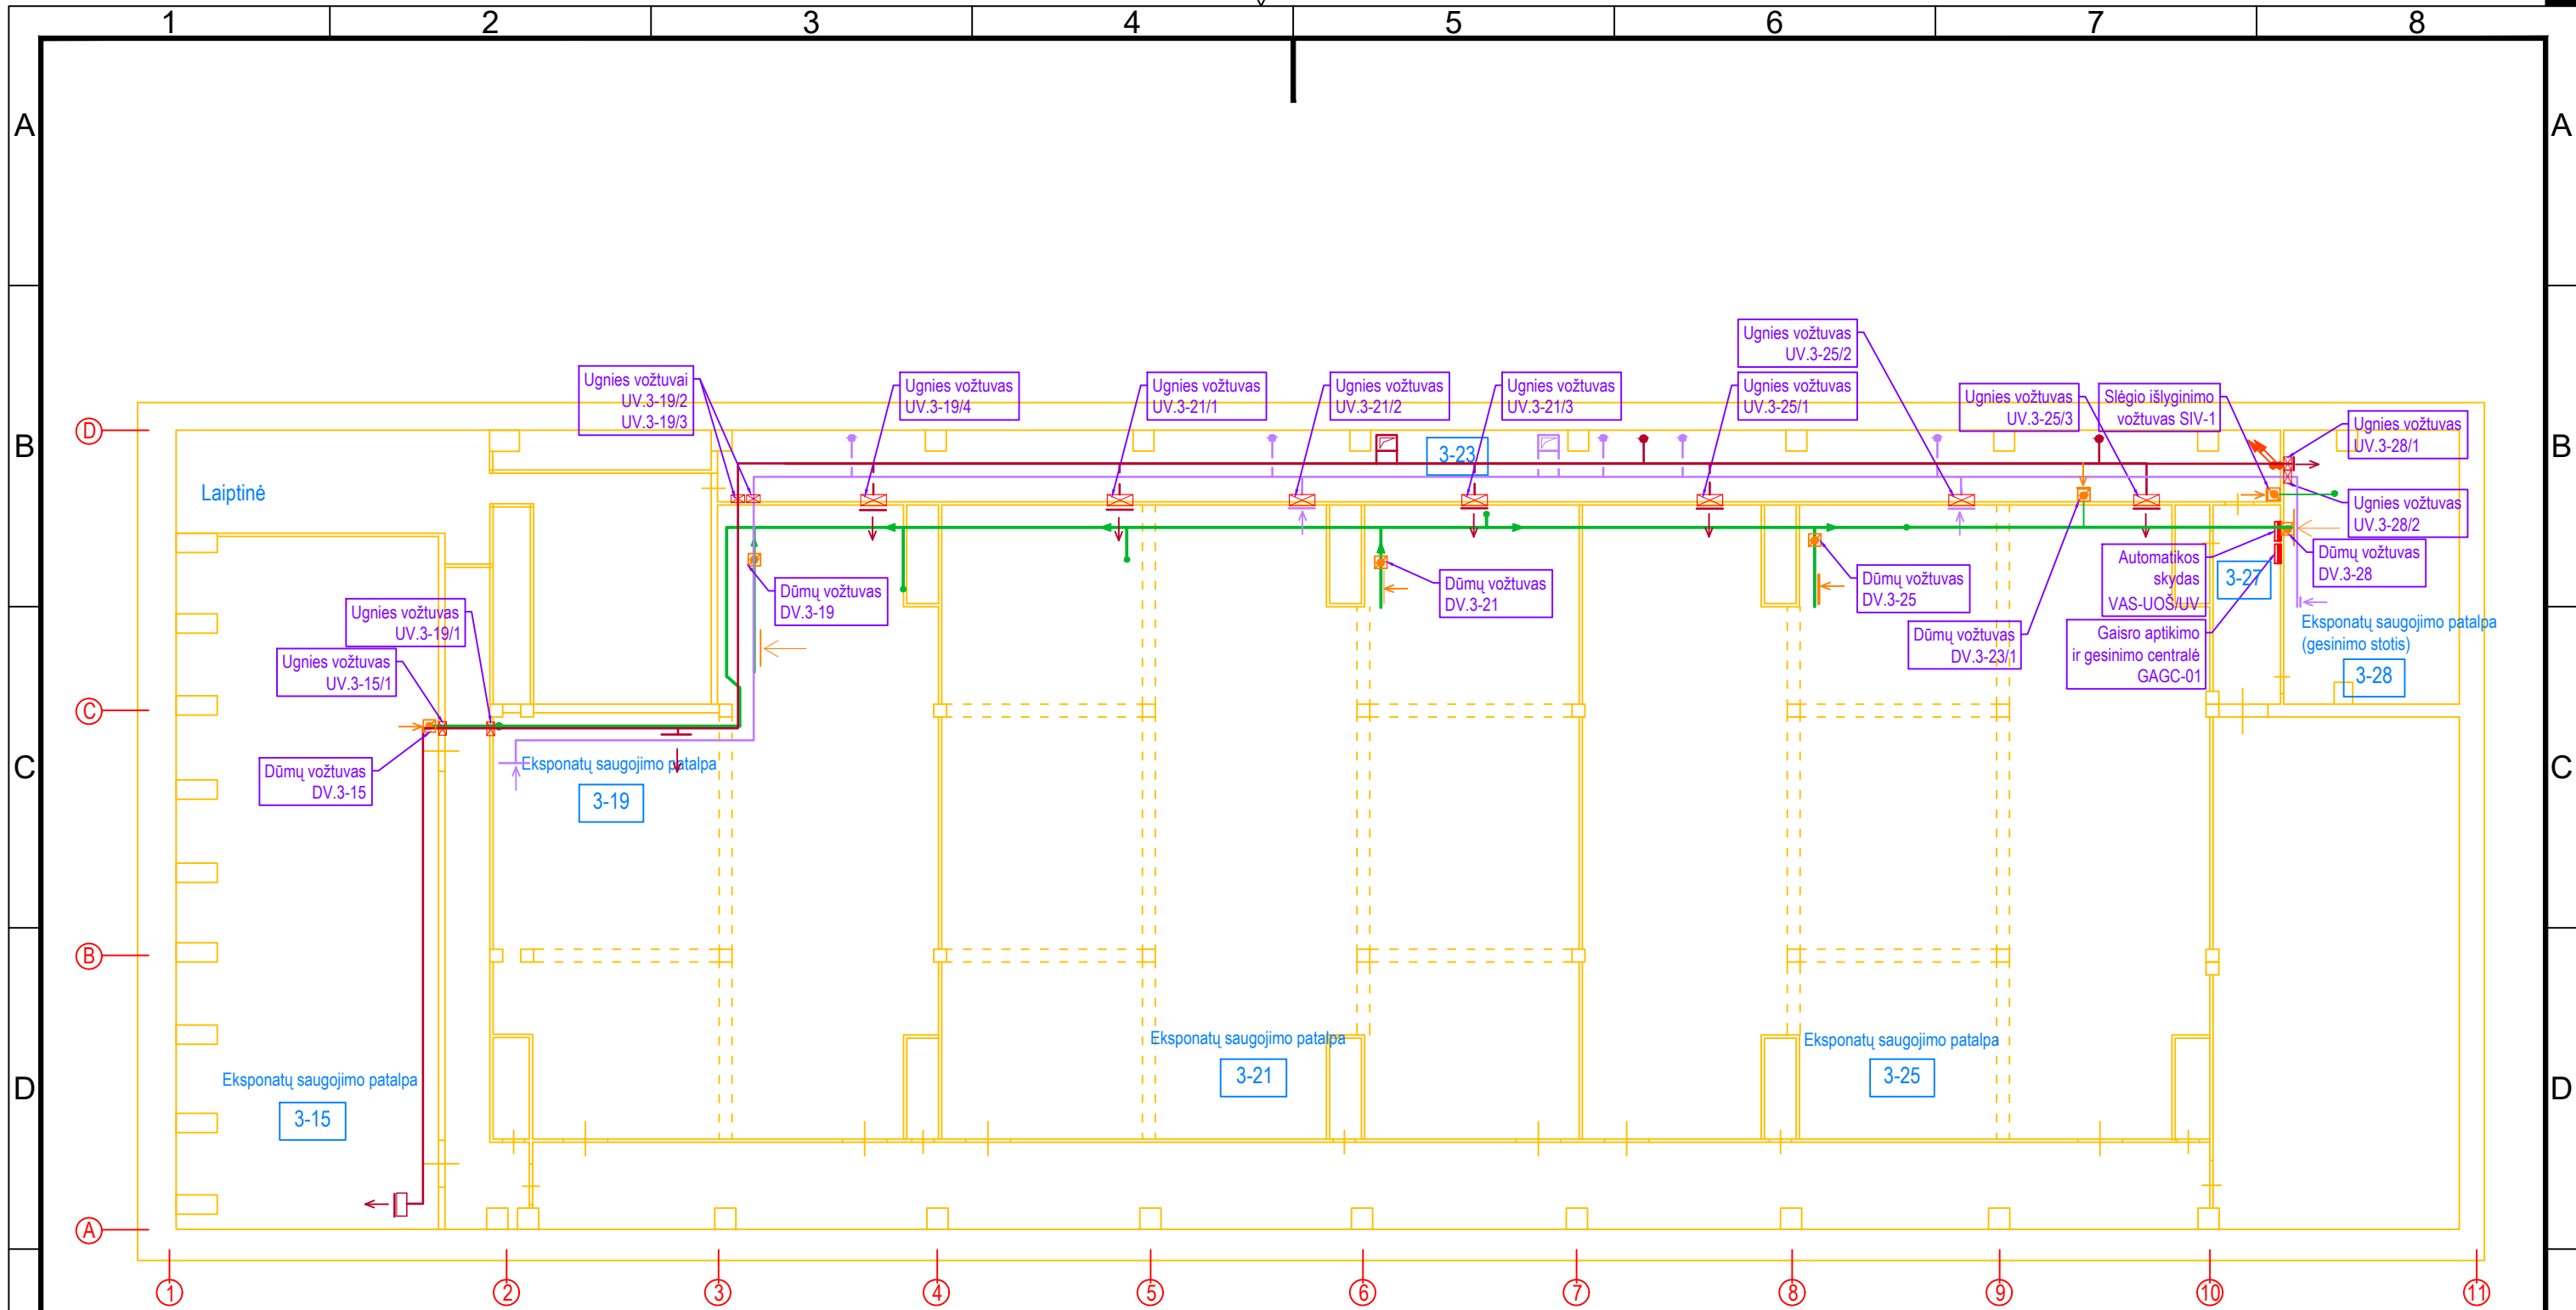 1 2 3 4 5 6 7 8
A A
Ugnies vožtuvas
UV.3-25/2
Ugnies vožtuvai
UV.3-19/2
UV.3-19/3
Ugnies vožtuvas
UV.3-19/4
Ugnies vožtuvas
UV.3-21/1
Ugnies vožtuvas
UV.3-21/2
Ugnies vožtuvas
UV.3-21/3
Ugnies vožtuvas
UV.3-25/1
Ugnies vožtuvas
UV.3-25/3
Slėgio išlyginimo
vožtuvas SIV-1
Ugnies vožtuvas
UV.3-28/1
D
B B
3-23
Laiptinė
Ugnies vožtuvas
UV.3-28/2
Dūmų vožtuvas
DV.3-28
Automatikos
skydas
VAS-UOŠ/UV
3-27
Dūmų vožtuvas
DV.3-19
Dūmų vožtuvas
DV.3-21
Dūmų vožtuvas
DV.3-25
Ugnies vožtuvas
UV.3-19/1
Dūmų vožtuvas
DV.3-23/1
Gaisro aptikimo
ir gesinimo centralė
GAGC-01
Eksponatų saugojimo patalpa
(gesinimo stotis)
3-28
Ugnies vožtuvas
UV.3-15/1
C
Dūmų vožtuvas
DV.3-15
Eksponatų saugojimo patalpa
3-19
C C
B
Eksponatų saugojimo patalpa
3-21
Eksponatų saugojimo patalpa
3-25
Eksponatų saugojimo patalpa
3-15
D D
A
1 2 3 4 5 6 7 8 9 10 11